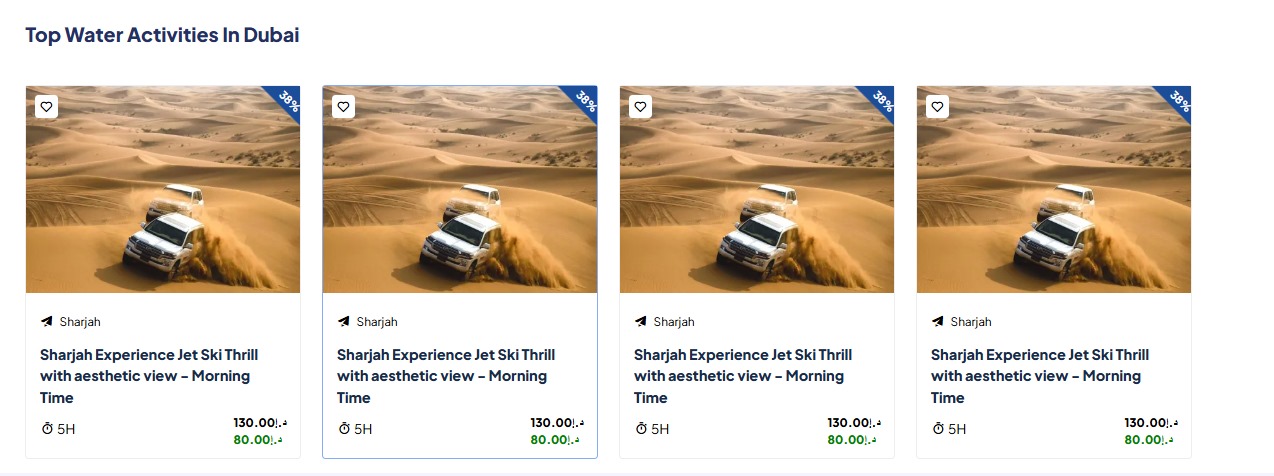 Top Water Activities In Dubai
38%
38%
38%
38%
Sharjah
Sharjah
Sharjah
Sharjah
Sharjah Experience Jet Ski Thrill
with aesthetic view – Morning
Time
Sharjah Experience Jet Ski Thrill
with aesthetic view – Morning
Time
Sharjah Experience Jet Ski Thrill
with aesthetic view – Morning
Time
Sharjah Experience Jet Ski Thrill
with aesthetic view – Morning
Time
5H
130.00د.إ
80.00د.إ
5H
130.00د.إ
80.00د.إ
5H
130.00د.إ
80.00د.إ
5H
130.00د.إ
80.00د.إ